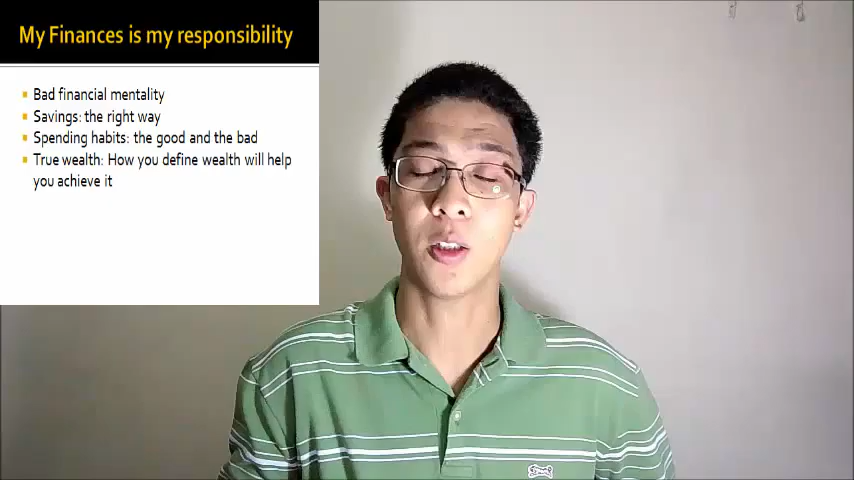 My Finances is my responsibility
Bad financial mentality
Savings: the right way
Spending habits: the good and the bad
True wealth: How you define wealth will help
you achieve it